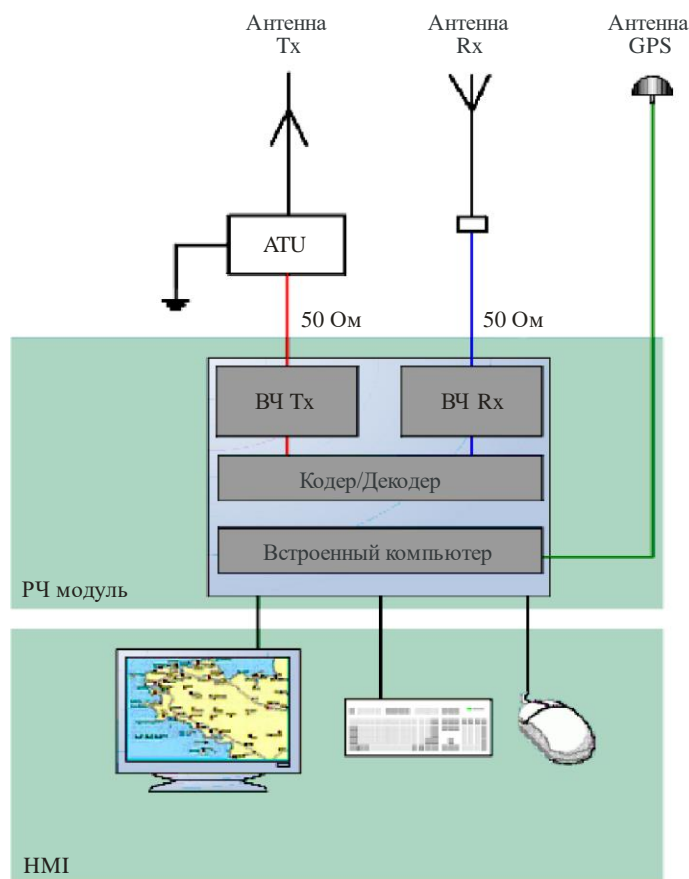 Антенна
Tx
Антенна
Rx
Антенна
GPS
ATU
50 Ом
50 Ом
ВЧ Tx
ВЧ Rx
Кодер/Декодер
Встроенный компьютер
РЧ модуль
HMI